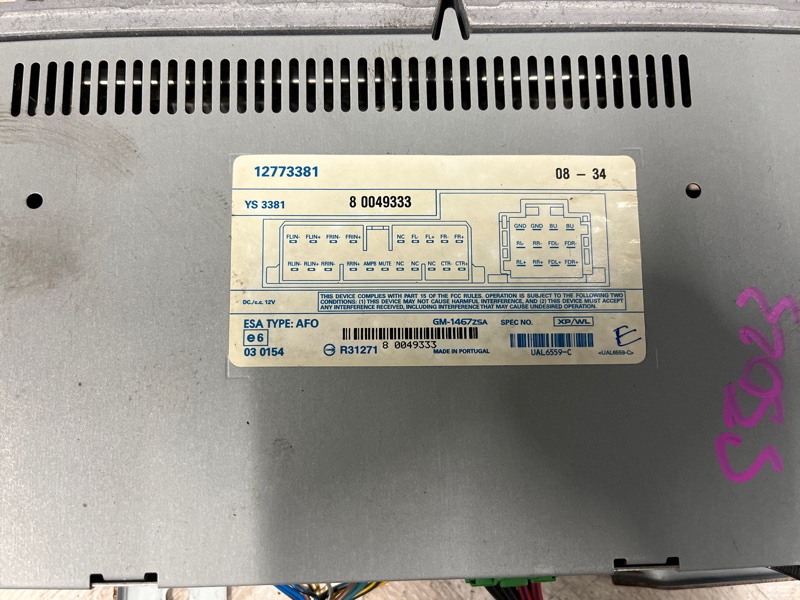 12773381
08 - 34
YS 3381
8 0049333
FLIN- FLIN+ FRIN- FRIN+ NC FL- FL+ FR- FR+
RLIN- RLIN+ RRIN- RRIN+ AMPB MUTE NC NC NC CTR- CTR+
GND GND BU BU
RL- RR- FDL- FDR-
RL+ RR+ FDL+ FDR+
DC./c.c. 12V
THIS DEVICE COMPLIES WITH PART 15 OF THE FCC RULES. OPERATION IS SUBJECT TO THE FOLLOWING TWO
CONDITIONS: (1) THIS DEVICE MAY NOT CAUSE HARMFUL INTERFERENCE, AND (2) THIS DEVICE MUST ACCEPT
ANY INTERFERENCE RECEIVED, INCLUDING INTERFERENCE THAT MAY CAUSE UNDESIRED OPERATION.
ESA TYPE: AFO
GM-1467ZSA
SPEC NO.
XP/WL
e6
03 0154
R31271
8 0049333
MADE IN PORTUGAL
UAL6559-C
E
<UAL6559-C>
S5023